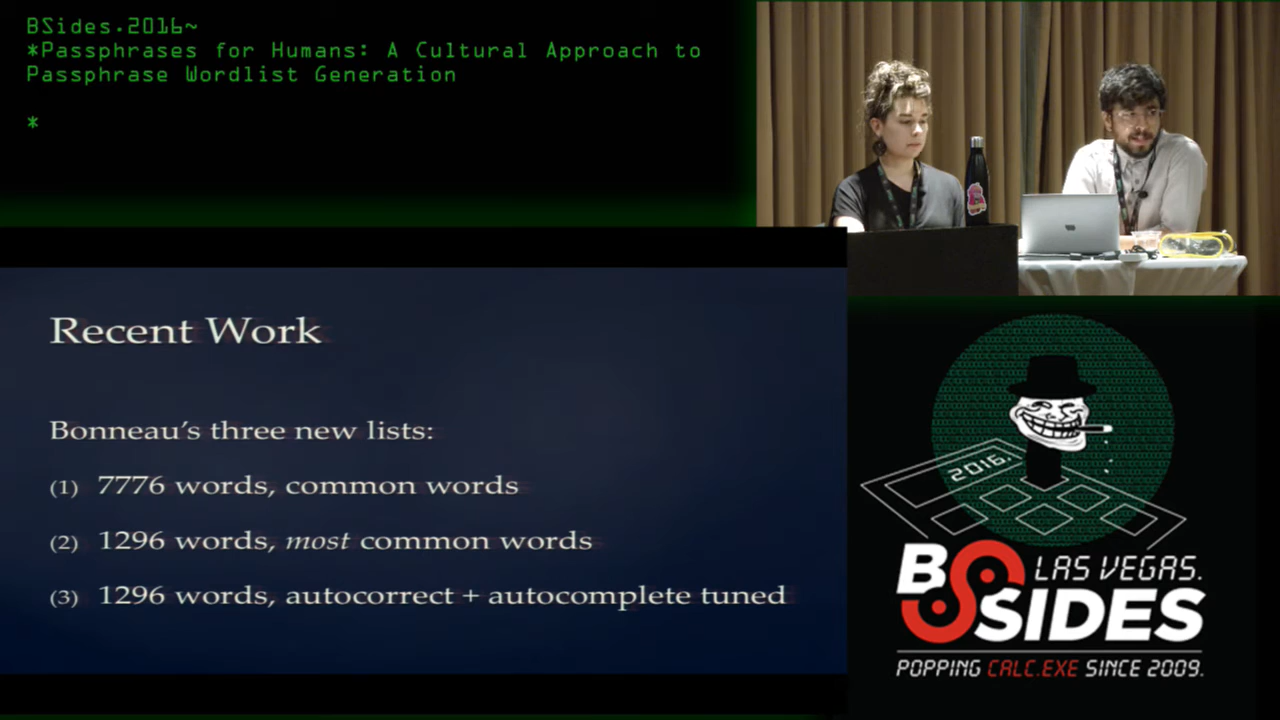 BSides.2016~
*Passphrases for Humans: A Cultural Approach to
Passphrase Wordlist Generation
*
Recent Work
Bonneau's three new lists:
(1) 7776 words, common words
(2) 1296 words, most common words
(3) 1296 words, autocorrect + autocomplete tuned
2016.
BSIDES
LAS VEGAS.
POPPING CALC.EXE SINCE 2009.